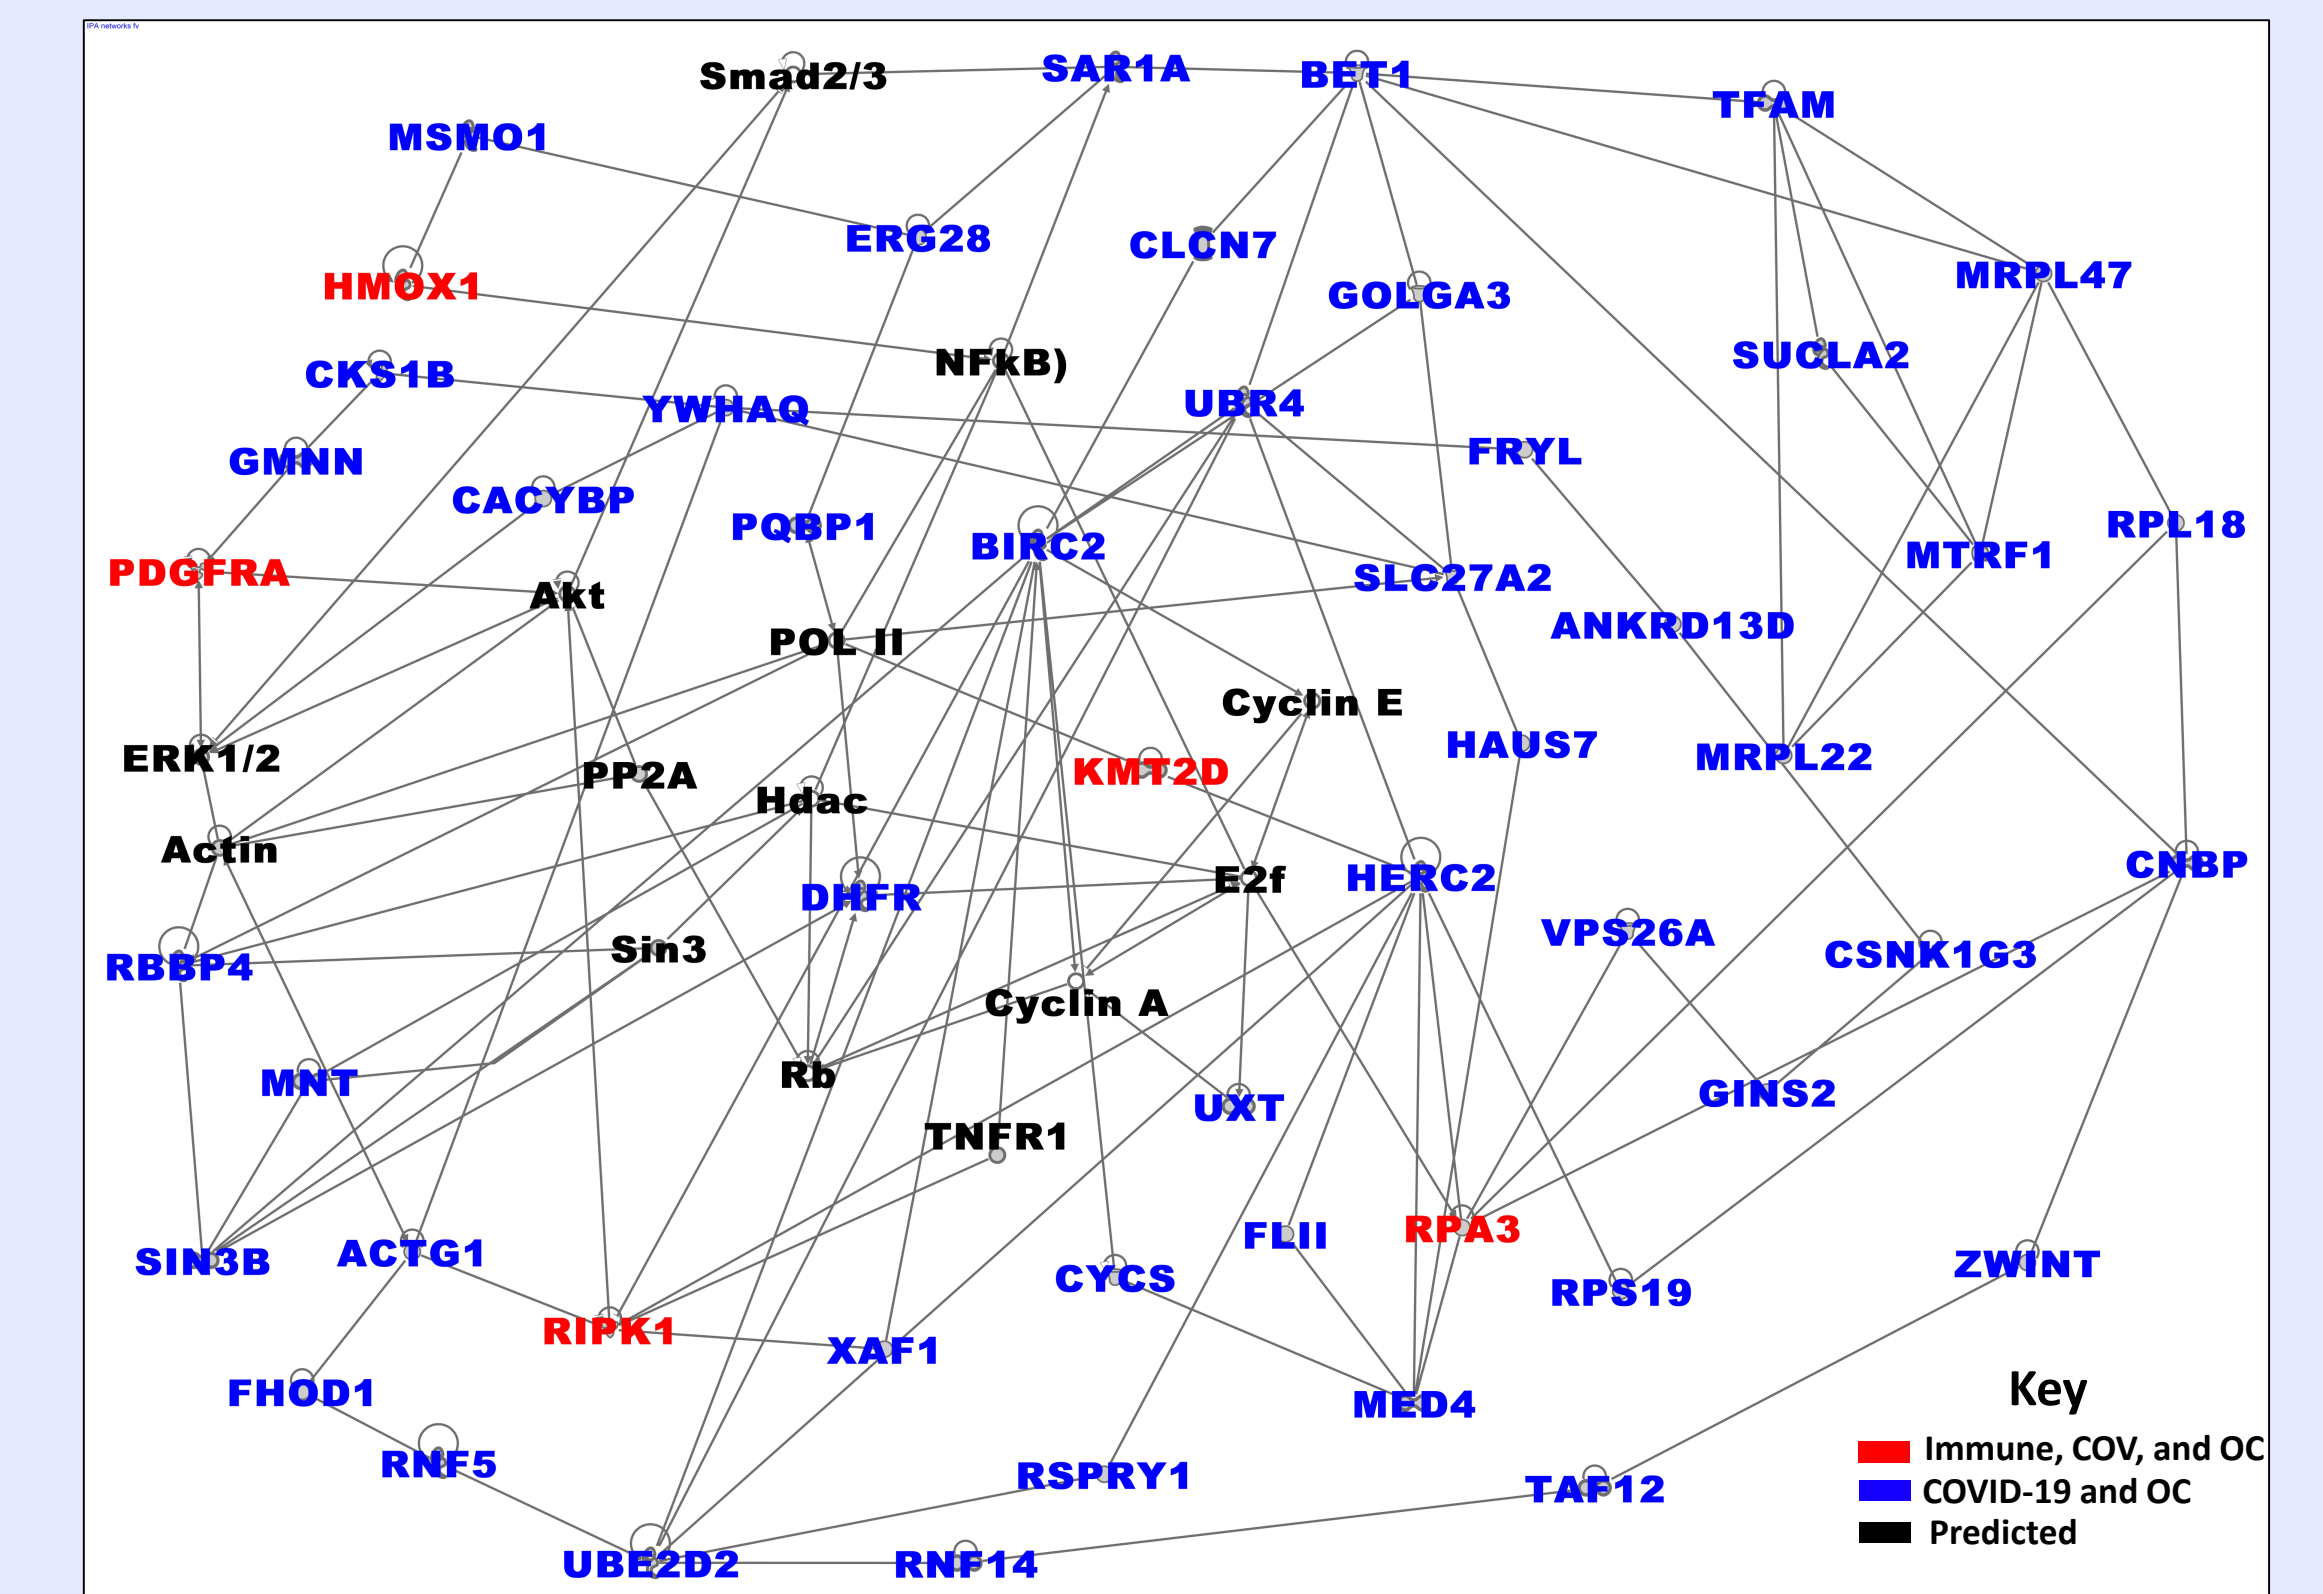 IPA networks fv
Smad2/3
SAR1A
BET1
TFAM
MSMO1
ERG28
CLCN7
HMOX1
GOLGA3
MRPL47
NFkB)
SUCLA2
CKS1B
YWHAQ
UBR4
FRYL
GMNN
CACYBP
PQBP1
BIRC2
RPL18
MTRF1
PDGFRA
Akt
SLC27A2
ANKRD13D
POL II
Cyclin E
ERK1/2
PP2A
KMT2D
HAUS7
MRPL22
Hdac
Actin
DHFR
E2f
HERC2
CNBP
RBBP4
Sin3
VPS26A
CSNK1G3
Cyclin A
MNT
Rb
UXT
GINS2
TNFR1
SIN3B
ACTG1
FLII
RPA3
CYCS
RPS19
ZWINT
RIPK1
XAF1
FHOD1
MED4
RNF5
RSPRY1
TAF12
UBE2D2
RNF14
Key
Immune, COV, and OC
COVID-19 and OC
Predicted